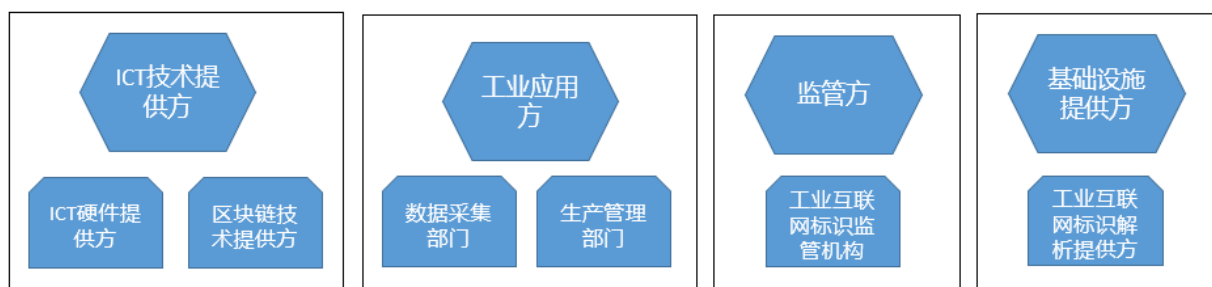 ICT技术提
供方
ICT硬件提
供方
区块链技
术提供方
工业应用
方
数据采集
部门
生产管理
部门
监管方
工业互联
网标识监
管机构
基础设施
提供方
工业互联
网标识解
析提供方